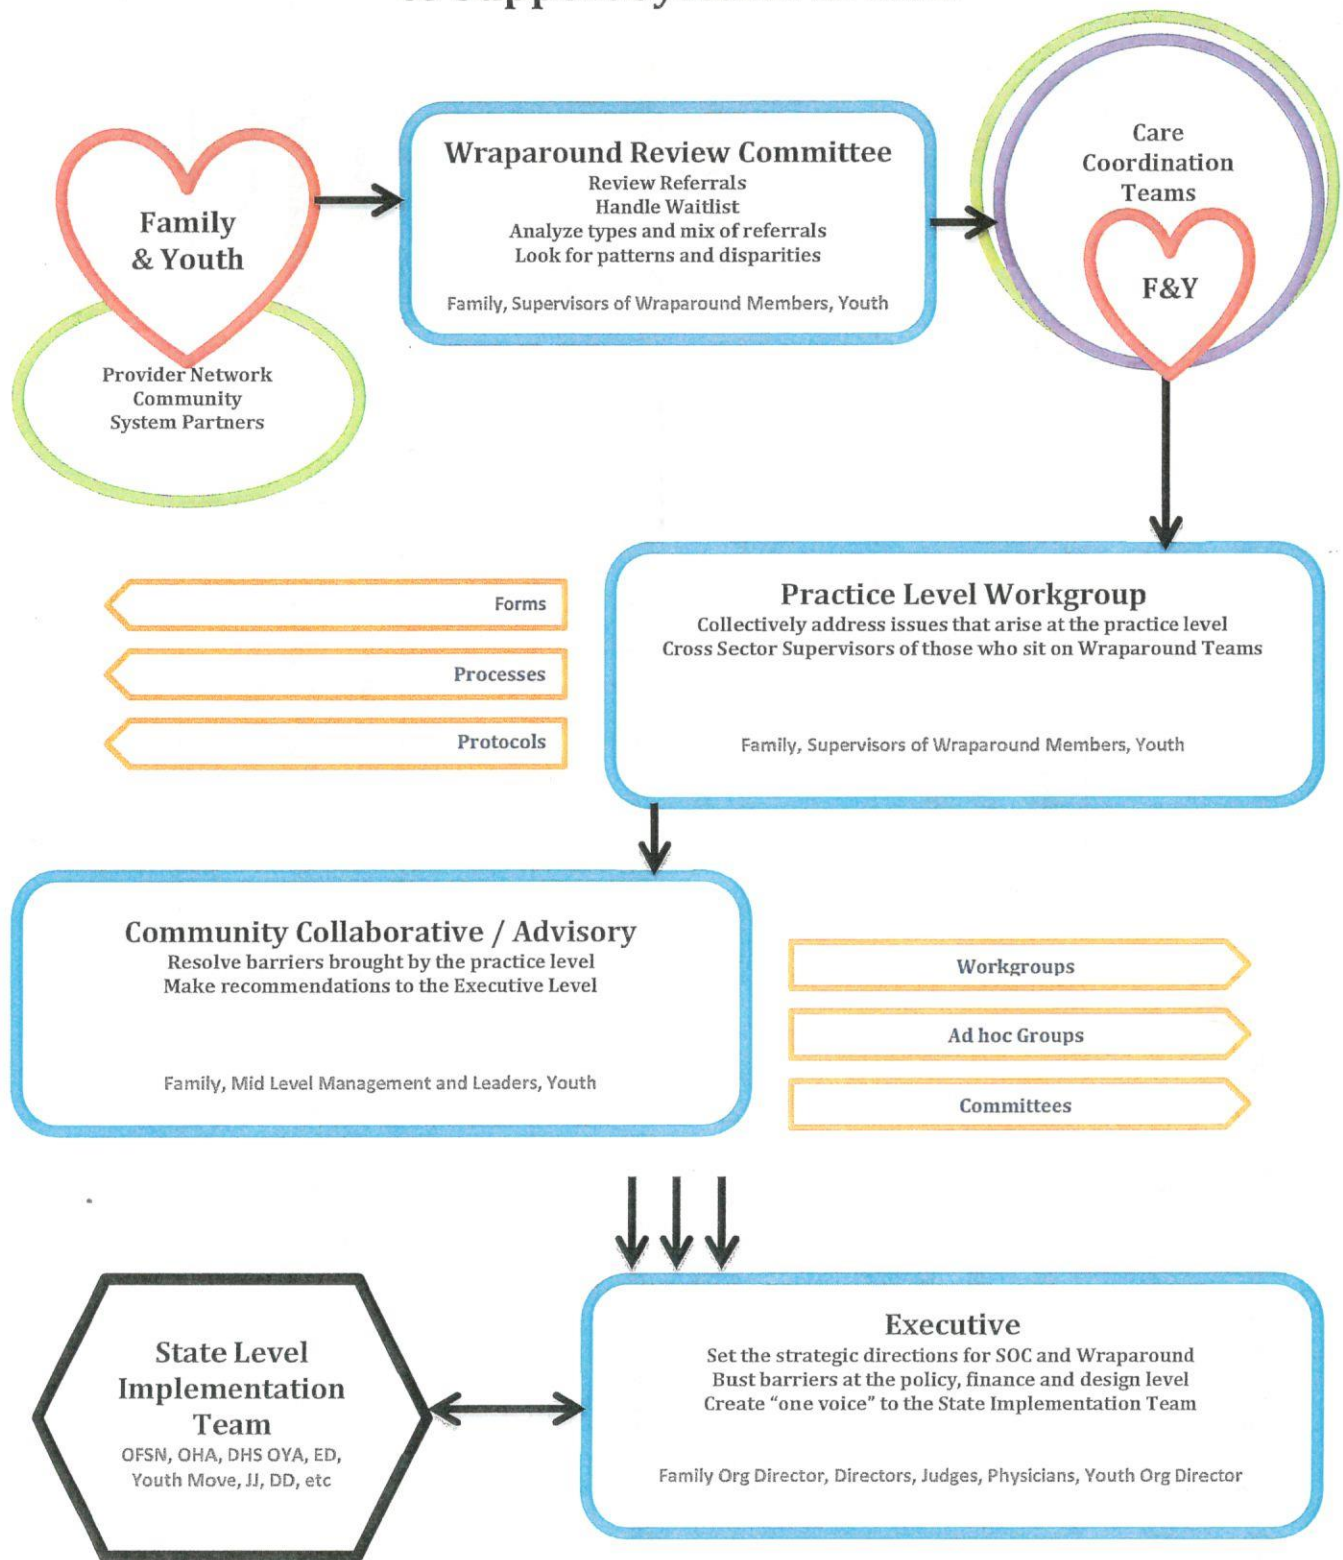 Family
& Youth
Provider Network
Community
System Partners
Wraparound Review Committee
Review Referrals
Handle Waitlist
Analyze types and mix of referrals
Look for patterns and disparities
Family, Supervisors of Wraparound Members, Youth
Care
Coordination
Teams
F&Y
Forms
Processes
Protocols
Practice Level Workgroup
Collectively address issues that arise at the practice level
Cross Sector Supervisors of those who sit on Wraparound Teams
Family, Supervisors of Wraparound Members, Youth
Community Collaborative / Advisory
Resolve barriers brought by the practice level
Make recommendations to the Executive Level
Family, Mid Level Management and Leaders, Youth
Workgroups
Ad hoc Groups
Committees
State Level
Implementation
Team
OFSN, OHA, DHS OYA, ED,
Youth Move, JJ, DD, etc
Executive
Set the strategic directions for SOC and Wraparound
Bust barriers at the policy, finance and design level
Create “one voice” to the State Implementation Team
Family Org Director, Directors, Judges, Physicians, Youth Org Director